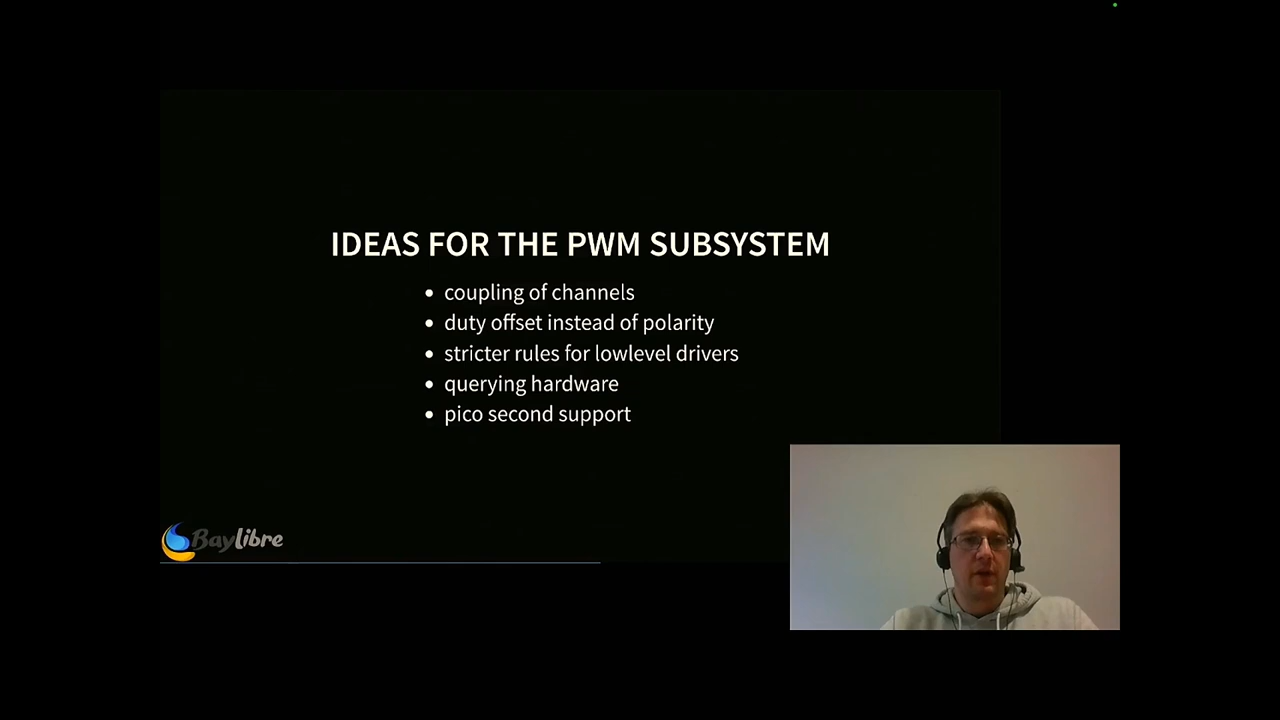 IDEAS FOR THE PWM SUBSYSTEM
coupling of channels
duty offset instead of polarity
stricter rules for lowlevel drivers
querying hardware
pico second support
Baylibre